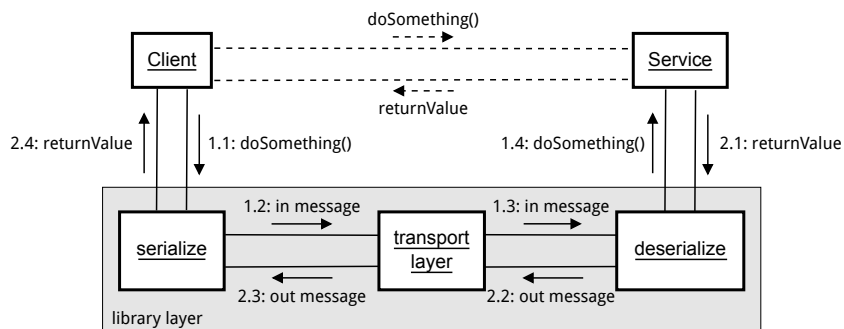 doSomething()
Client
Service
returnValue
2.4: returnValue
1.1: doSomething()
1.4: doSomething()
2.1: returnValue
1.2: in message
1.3: in message
serialize
transport
layer
deserialize
2.3: out message
2.2: out message
library layer